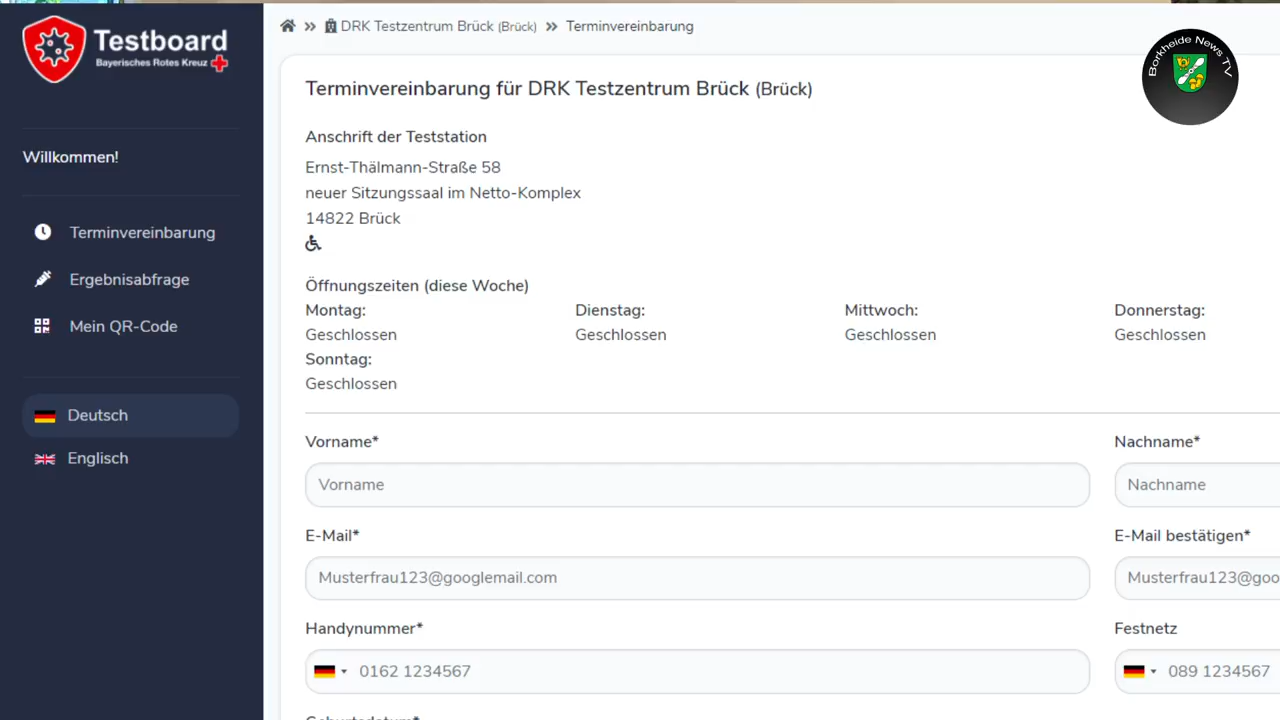 Testboard
Bayerisches Rotes Kreuz
Willkommen!
Terminvereinbarung
Ergebnisabfrage
Mein QR-Code
Deutsch
Englisch
DRK Testzentrum Brück (Brück) » Terminvereinbarung
Borkheide News TV
Terminvereinbarung für DRK Testzentrum Brück (Brück)
Anschrift der Teststation
Ernst-Thälmann-Straße 58
neuer Sitzungssaal im Netto-Komplex
14822 Brück
Öffnungszeiten (diese Woche)
Montag: Dienstag: Mittwoch: Donnerstag:
Geschlossen Geschlossen Geschlossen Geschlossen
Sonntag:
Geschlossen
Vorname* Nachname*
Vorname Nachname
E-Mail* E-Mail bestätigen*
Musterfrau123@googlemail.com Musterfrau123@goo
Handynummer* Festnetz
0162 1234567 089 1234567
Geburtsdatum*